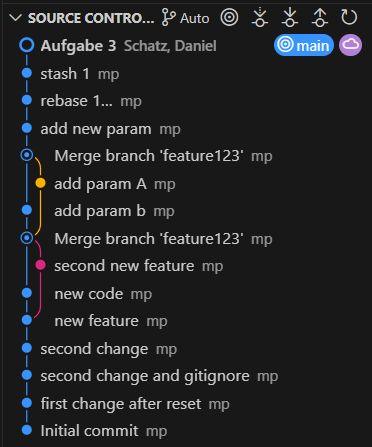 SOURCE CONTRO... Auto
Aufgabe 3 Schatz, Daniel main
stash 1 mp
rebase 1... mp
add new param mp
Merge branch 'feature123' mp
add param A mp
add param b mp
Merge branch 'feature123' mp
second new feature mp
new code mp
new feature mp
second change mp
second change and gitignore mp
first change after reset mp
Initial commit mp